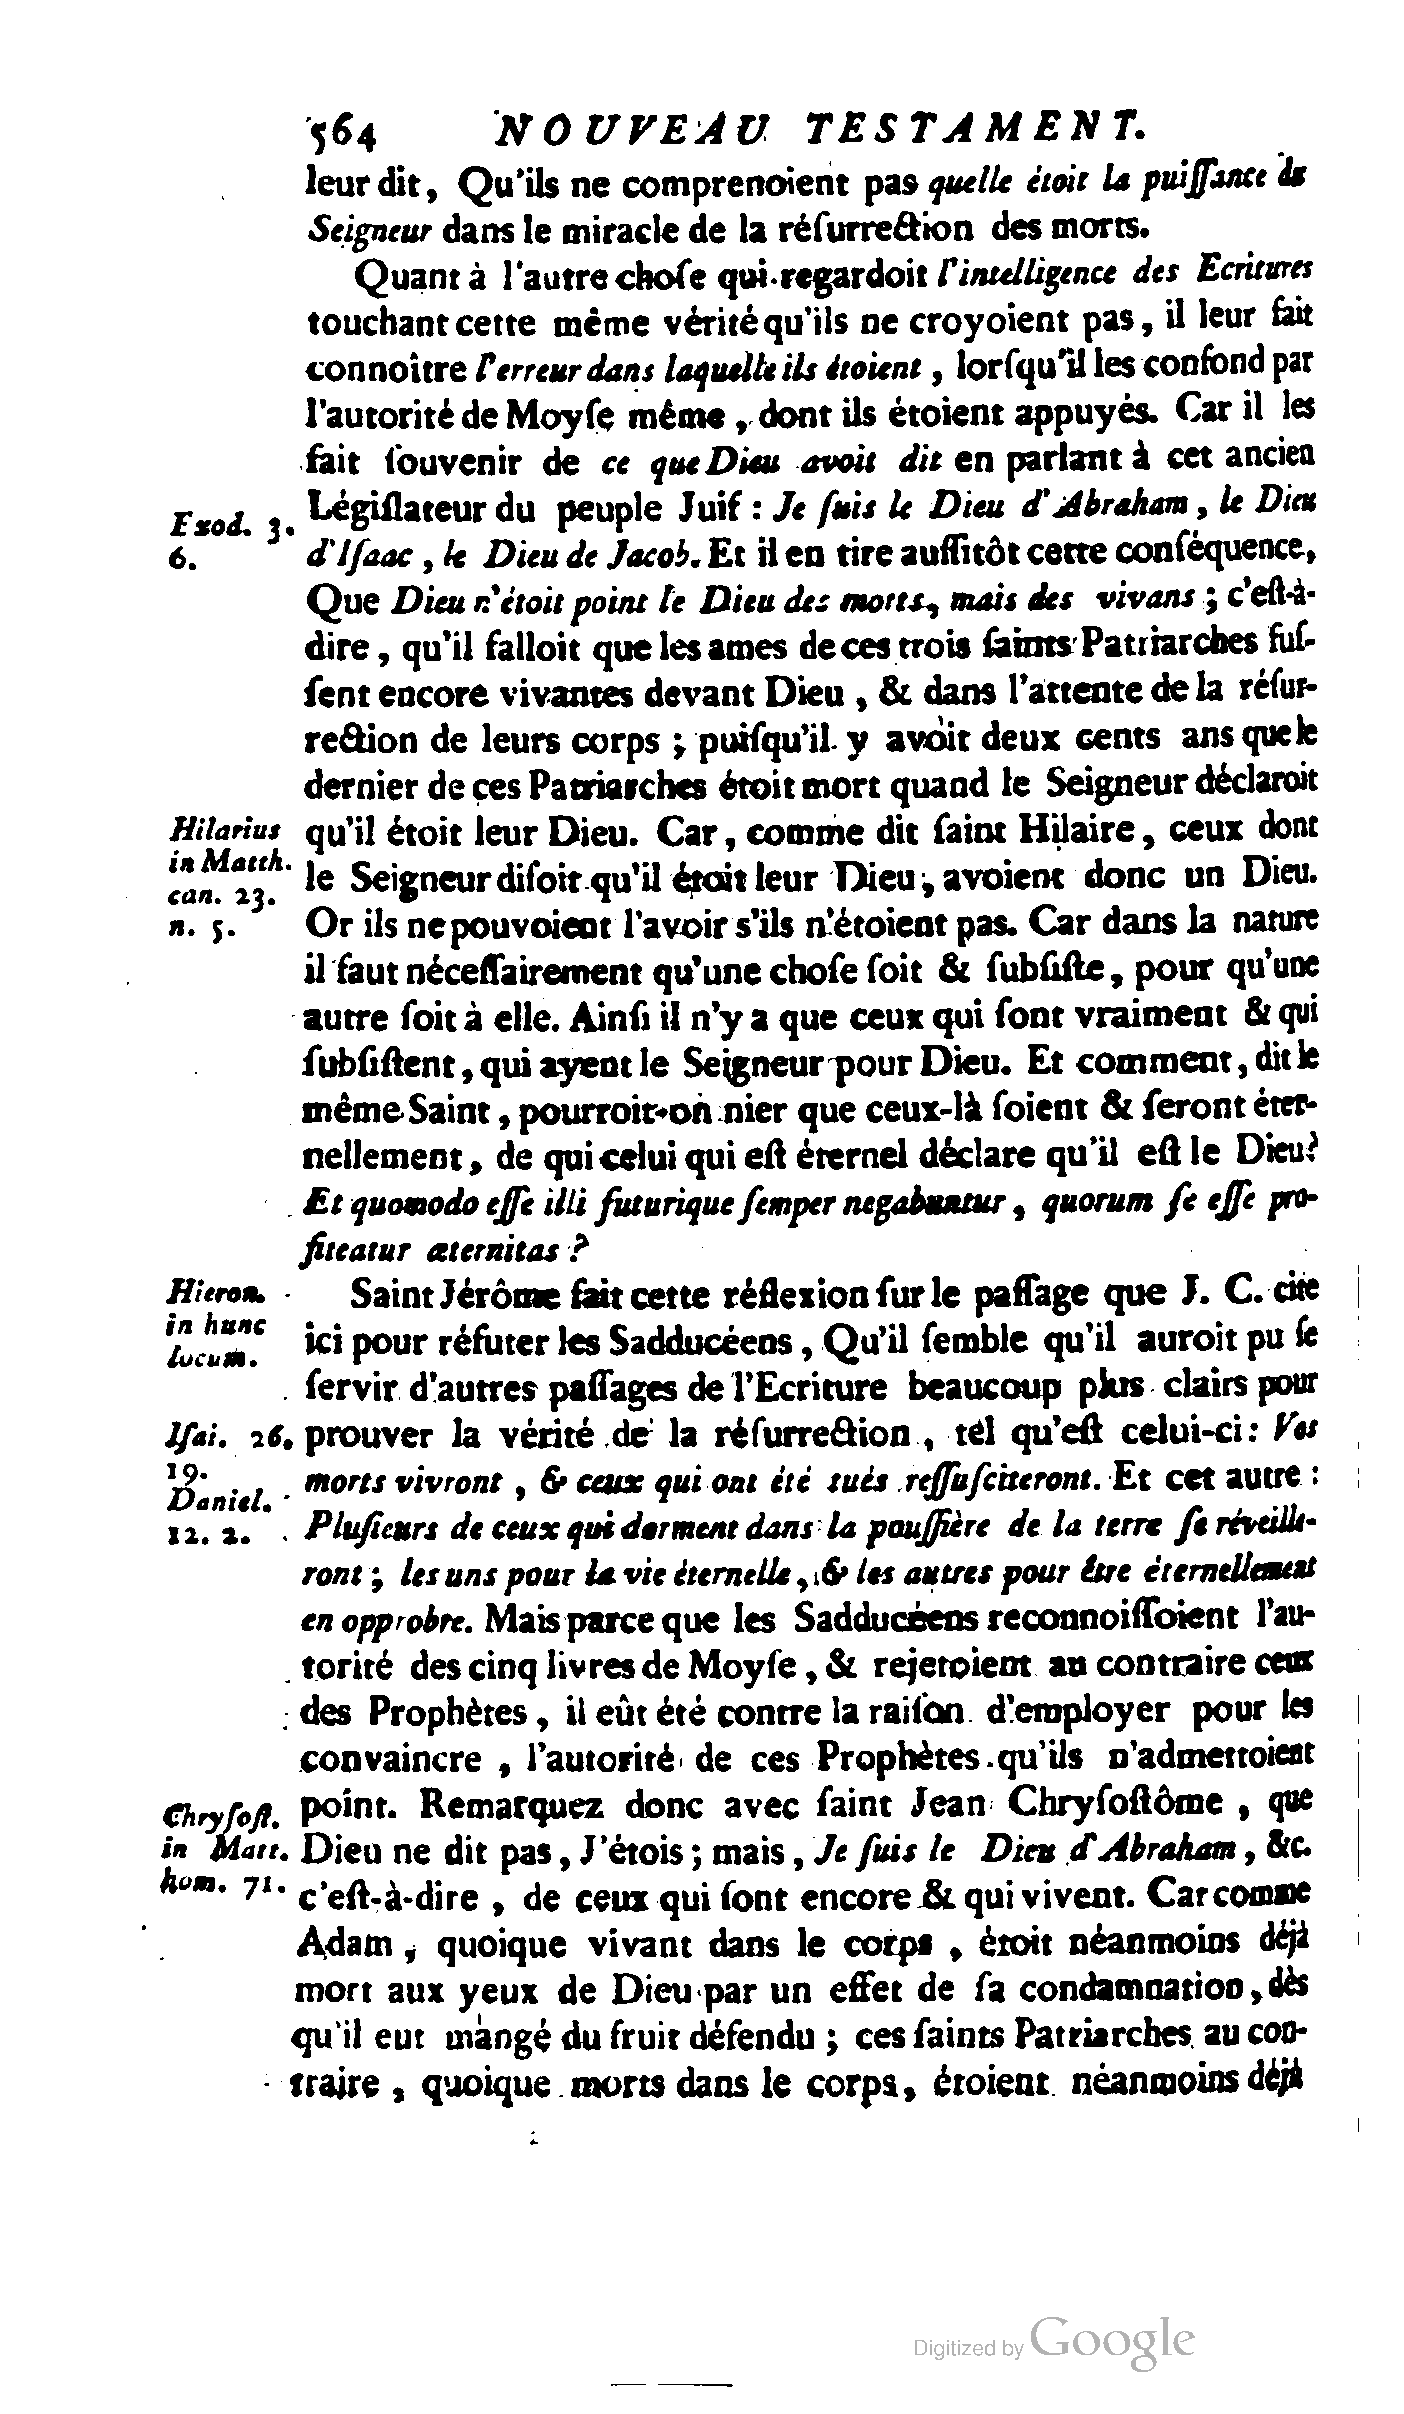 564 NOUVEAU TESTAMENT.
leur dit, Qu'ils ne comprenoient pas quelle étoit la puiſſance du
Seigneur dans le miracle de la réſurrection des morts.
Quant à l'autre choſe qui regardoit l'intelligence des Ecritures
touchant cette même vérité qu'ils ne croyoient pas, il leur fait
connoître l'erreur dans laquelle ils étoient, lorſqu'il les confond par
l'autorité de Moyſe même, dont ils étoient appuyés. Car il les
fait ſouvenir de ce que Dieu avoit dit en parlant à cet ancien
Exod. 3. Légiſlateur du peuple Juif : Je ſuis le Dieu d'Abraham, le Dieu
6. d'Iſaac, le Dieu de Jacob. Et il en tire auſſitôt cette conſéquence,
Que Dieu n'étoit point le Dieu des morts, mais des vivans ; c'eſt-à-
dire, qu'il falloit que les ames de ces trois ſaints Patriarches fuſ-
ſent encore vivantes devant Dieu, & dans l'attente de la réſur-
rection de leurs corps ; puiſqu'il y avoit deux cents ans que le
dernier de ces Patriarches étoit mort quand le Seigneur déclaroit
Hilarius qu'il étoit leur Dieu. Car, comme dit ſaint Hilaire, ceux dont
in Matth. le Seigneur diſoit qu'il étoit leur Dieu, avoient donc un Dieu.
can. 23.
n. 5. Or ils ne pouvoient l'avoir s'ils n'étoient pas. Car dans la nature
il faut néceſſairement qu'une choſe ſoit & ſubſiſte, pour qu'une
autre ſoit à elle. Ainſi il n'y a que ceux qui ſont vraiment & qui
ſubſiſtent, qui ayent le Seigneur pour Dieu. Et comment, dit le
même Saint, pourroit-on nier que ceux-là ſoient & ſeront éter-
nellement, de qui celui qui eſt éternel déclare qu'il eſt le Dieu?
Et quomodo eſſe illi futurique ſemper negabuntur, quorum ſe eſſe pro-
fiteatur æternitas ?
Hieron. Saint Jérôme fait cette réflexion ſur le paſſage que J. C. cite
in hunc ici pour réfuter les Sadducéens, Qu'il ſemble qu'il auroit pu ſe
locum.
ſervir d'autres paſſages de l'Ecriture beaucoup plus clairs pour
Iſai. 26. prouver la vérité de la réſurrection, tel qu'eſt celui-ci : Vos
19. morts vivront, & ceux qui ont été tués reſſuſciteront. Et cet autre :
Daniel.
12. 2. Pluſieurs de ceux qui dorment dans la pouſſière de la terre ſe réveille-
ront ; les uns pour la vie éternelle, & les autres pour être éternellement
en opprobre. Mais parce que les Sadducéens reconnoiſſoient l'au-
torité des cinq livres de Moyſe, & rejetoient au contraire ceux
des Prophètes, il eût été contre la raiſon d'employer pour les
convaincre, l'autorité de ces Prophètes qu'ils n'admettoient
Chryſoſt. point. Remarquez donc avec ſaint Jean Chryſoſtôme, que
in Matt. Dieu ne dit pas, J'étois ; mais, Je ſuis le Dieu d'Abraham, &c.
hom. 71. c'eſt-à-dire, de ceux qui ſont encore & qui vivent. Car comme
Adam, quoique vivant dans le corps, étoit néanmoins déjà
mort aux yeux de Dieu par un effet de ſa condamnation, dès
qu'il eut mangé du fruit défendu ; ces ſaints Patriarches au con-
traire, quoique morts dans le corps, étoient néanmoins déjà
Digitized by Google